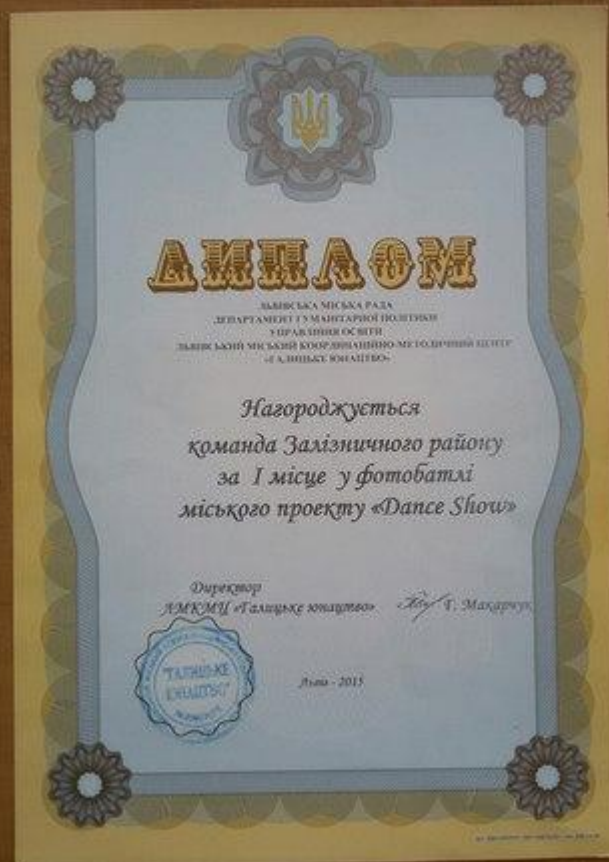 ДИПЛОМ
ЛЬВІВСЬКА МІСЬКА РАДА
ДЕПАРТАМЕНТ ГУМАНІТАРНОЇ ПОЛІТИКИ
УПРАВЛІННЯ ОСВІТИ
ЛЬВІВСЬКИЙ МІСЬКИЙ КООРДИНАЦІЙНО-МЕТОДИЧНИЙ ЦЕНТР
«ГАЛИЦЬКЕ ЮНАЦТВО»
Нагороджується
команда Залізничного району
за І місце у фотобатлі
міського проекту «Dance Show»
Директор
ЛМКМЦ «Галицьке юнацтво» Г. Макарчук
"ГАЛИЦЬКЕ
ЮНАЦТВО"
Львів - 2015